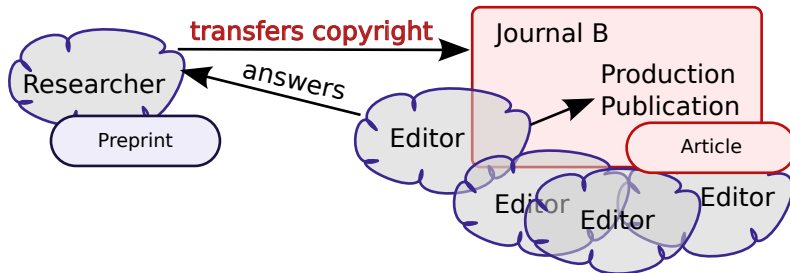 transfers copyright
Journal B
Researcher
answers
Production
Publication
Preprint
Editor
Article
Editor
Editor
Editor